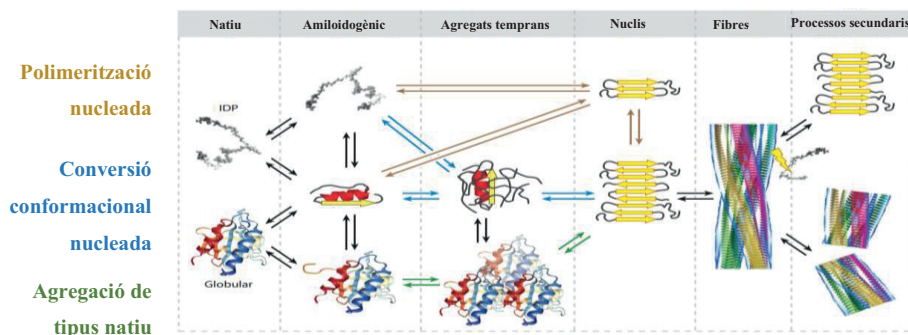 Natiu Amiloidogènic Agregats temprans Nuclis Fibres Processos secundaris
Polimerització
nucleada
IDP
Conversió
conformacional
nucleada
Globular
Agregació de
tipus natiu